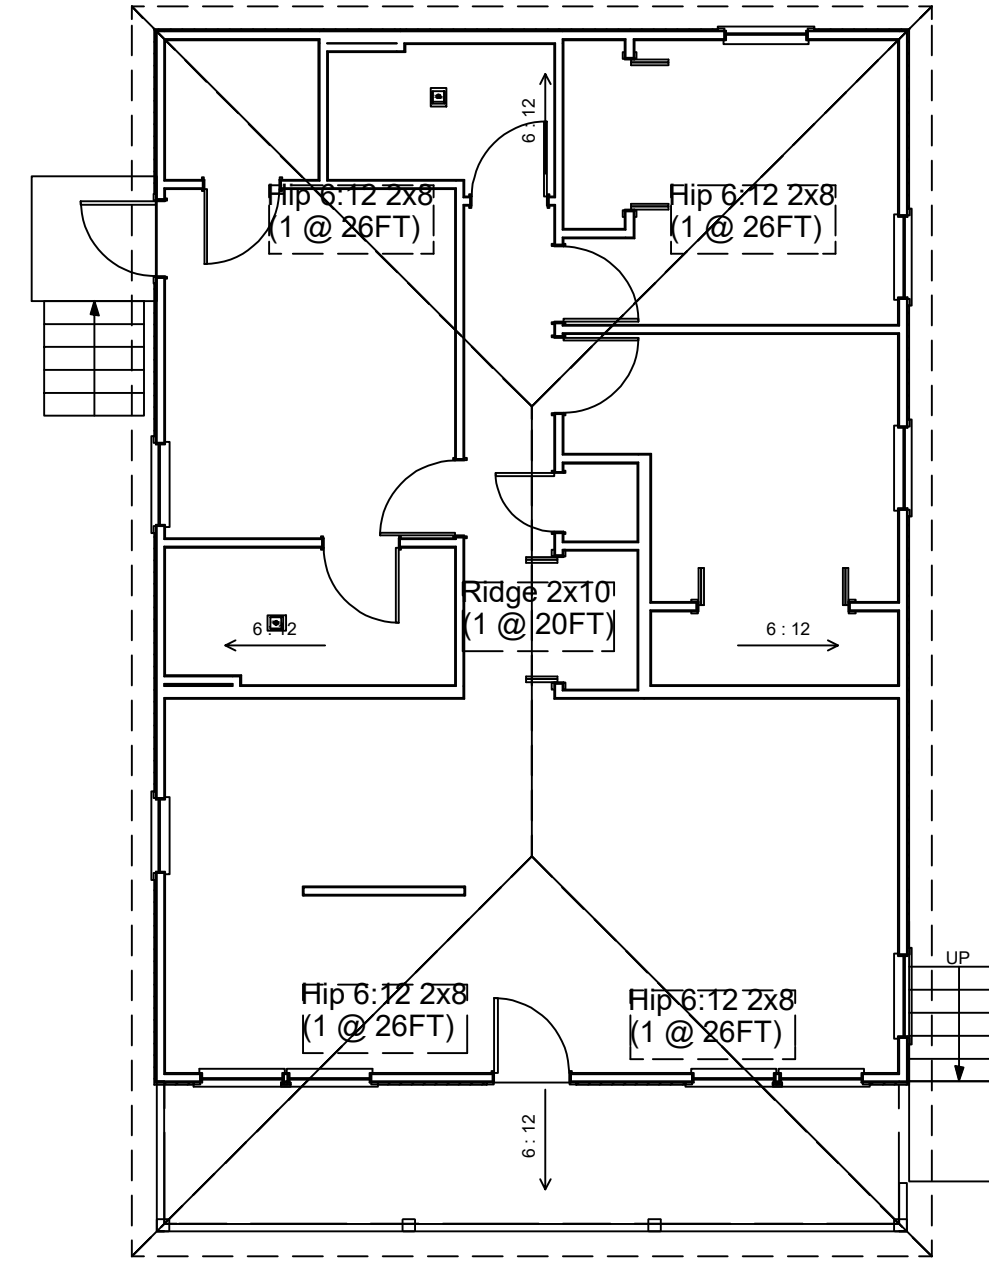 6 : 12
Hip 6:12 2x8
(1 @ 26FT)
Hip 6:12 2x8
(1 @ 26FT)
Ridge 2x10
(1 @ 20FT)
6 : 12
6 : 12
UP
Hip 6:12 2x8
(1 @ 26FT)
Hip 6:12 2x8
(1 @ 26FT)
6 : 12